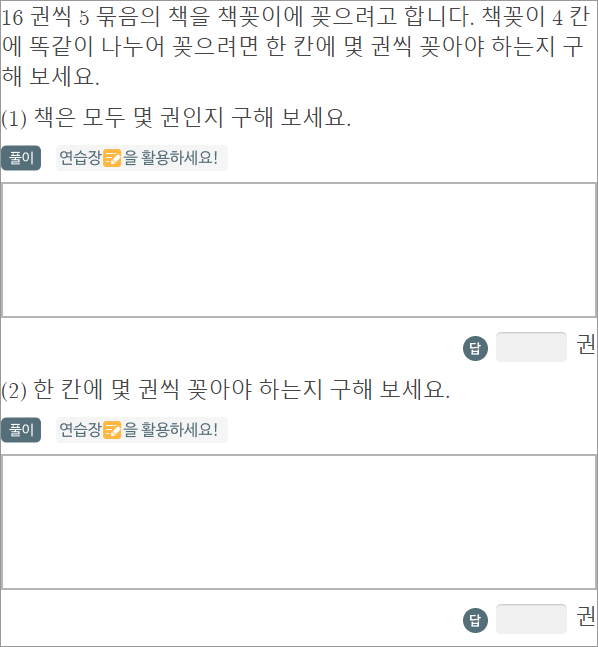 16 권씩 5 묶음의 책을 책꽂이에 꽂으려고 합니다. 책꽂이 4 칸
에 똑같이 나누어 꽂으려면 한 칸에 몇 권씩 꽂아야 하는지 구
해 보세요.
(1) 책은 모두 몇 권인지 구해 보세요.
풀이 연습장을 활용하세요!
답 권
(2) 한 칸에 몇 권씩 꽂아야 하는지 구해 보세요.
풀이 연습장을 활용하세요!
답 권